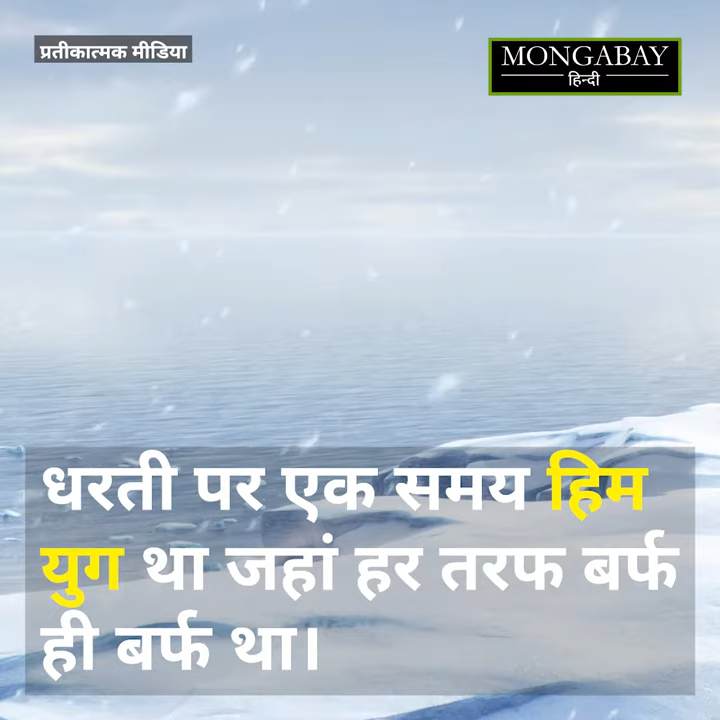 प्रतीकात्मक मीडिया
MONGABAY
हिन्दी
धरती पर एक समय हिम
युग था जहां हर तरफ बर्फ
ही बर्फ था।